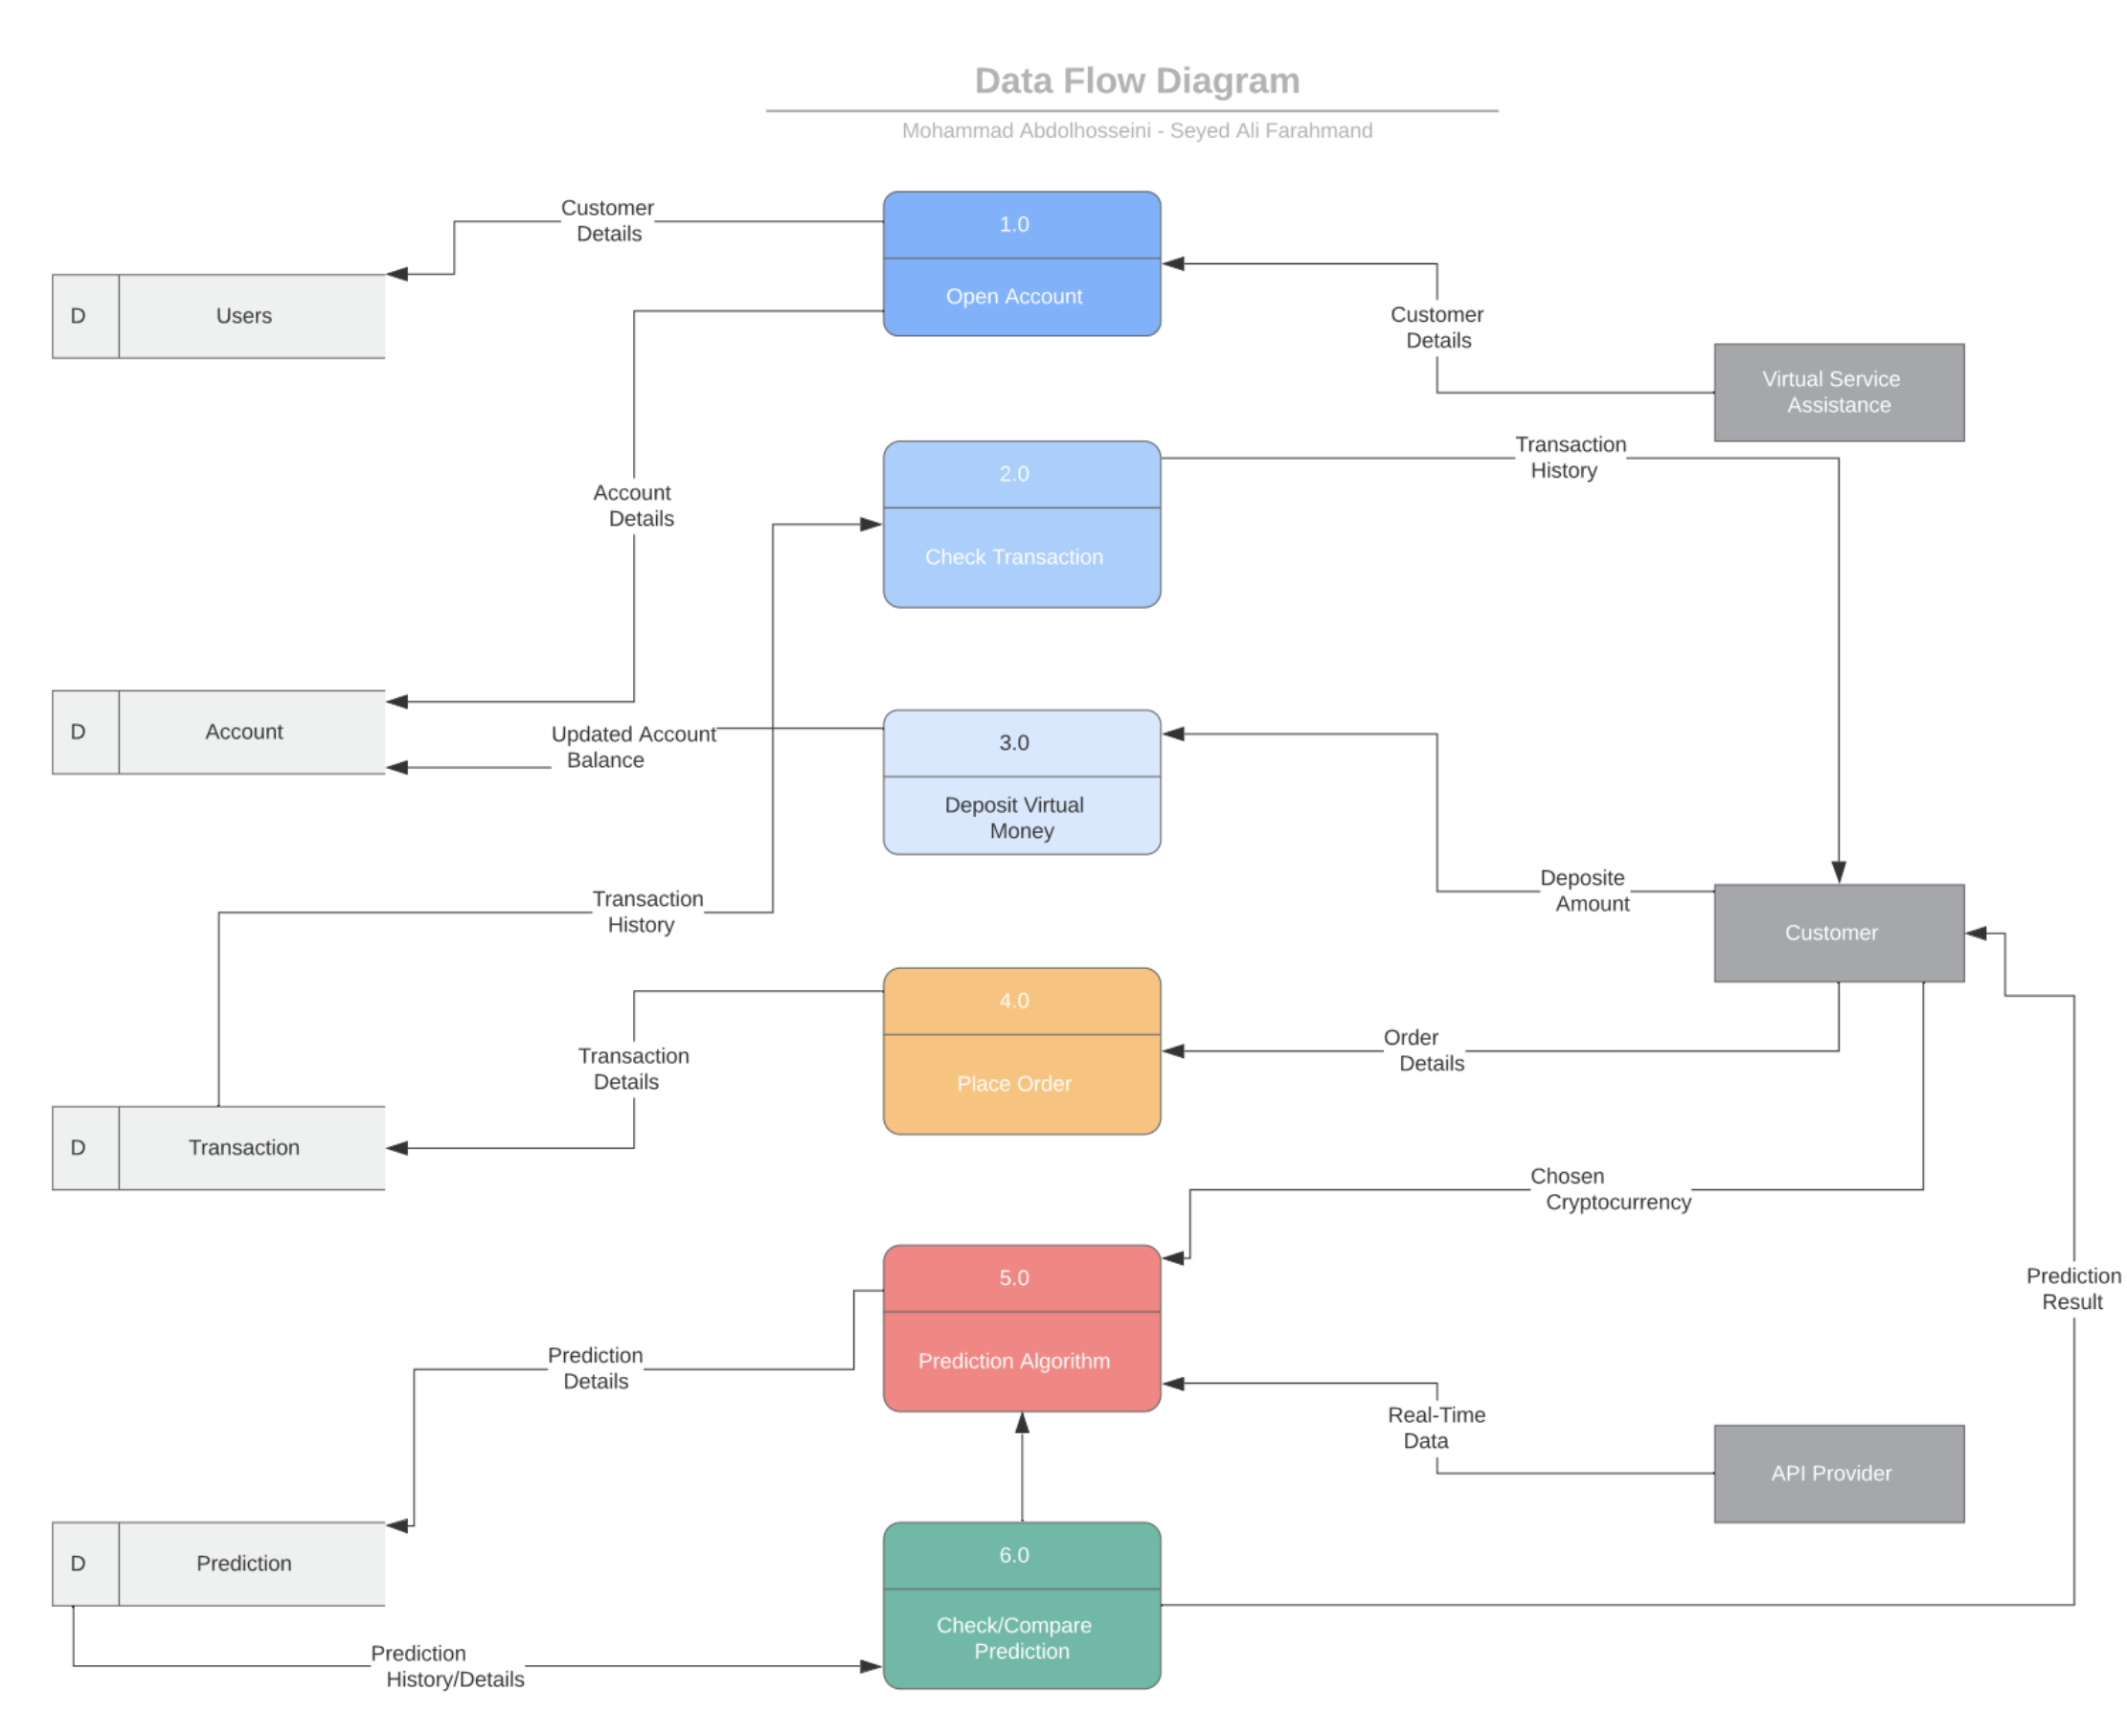 Data Flow Diagram
Mohammad Abdolhosseini - Seyed Ali Farahmand
Customer
Details
1.0
Open Account
D
Users
Customer
Details
Virtual Service
Assistance
Transaction
History
2.0
Check Transaction
Account
Details
D
Account
Updated Account
Balance
3.0
Deposit Virtual
Money
Deposite
Amount
Transaction
History
Customer
4.0
Place Order
Order
Details
Transaction
Details
D
Transaction
Chosen
Cryptocurrency
5.0
Prediction Algorithm
Prediction
Result
Prediction
Details
Real-Time
Data
API Provider
D
Prediction
6.0
Check/Compare
Prediction
Prediction
History/Details